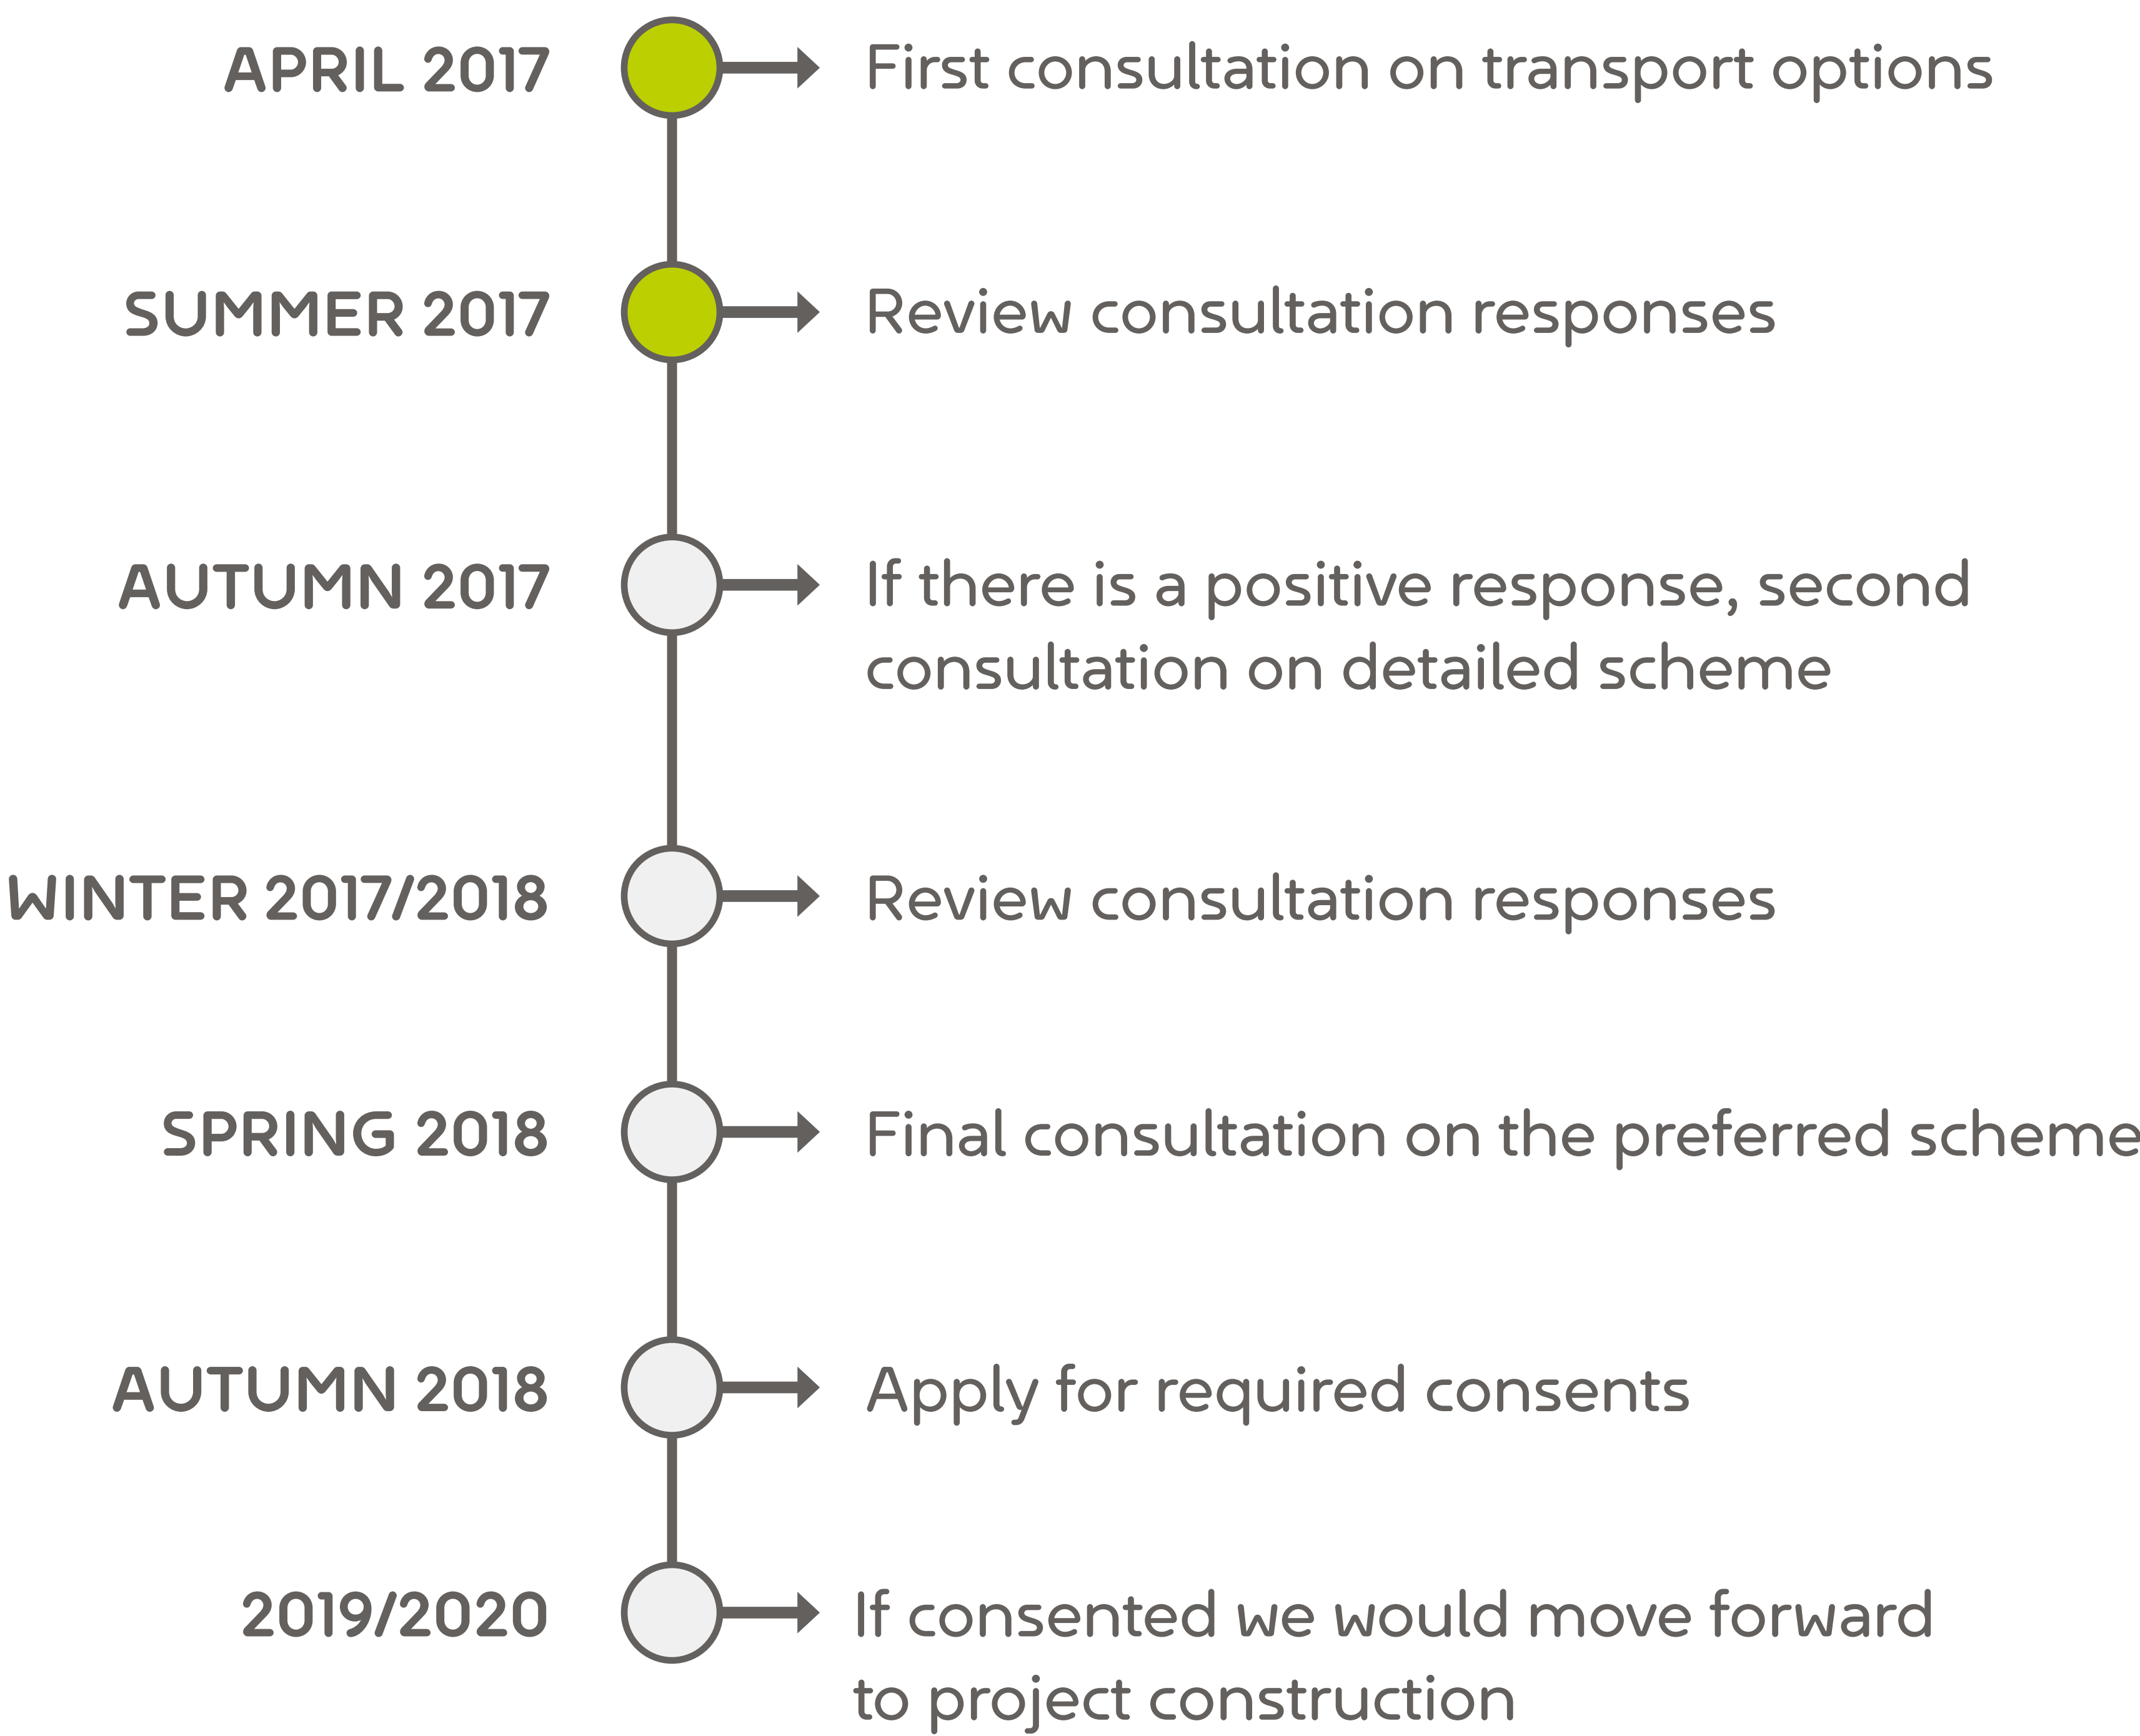 APRIL 2017
First consultation on transport options
SUMMER 2017
Review consultation responses
AUTUMN 2017
If there is a positive response, second
consultation on detailed scheme
WINTER 2017/2018
Review consultation responses
SPRING 2018
Final consultation on the preferred scheme
AUTUMN 2018
Apply for required consents
2019/2020
If consented we would move forward
to project construction